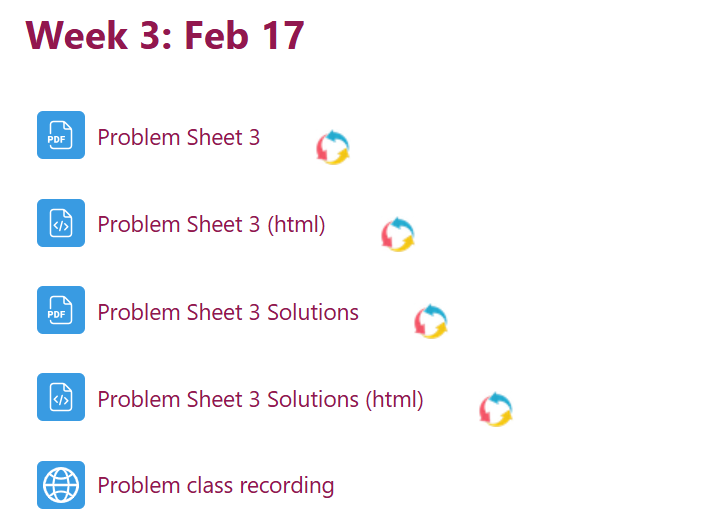 Week 3: Feb 17
PDF
Problem Sheet 3
</>
Problem Sheet 3 (html)
PDF
Problem Sheet 3 Solutions
</>
Problem Sheet 3 Solutions (html)
Problem class recording